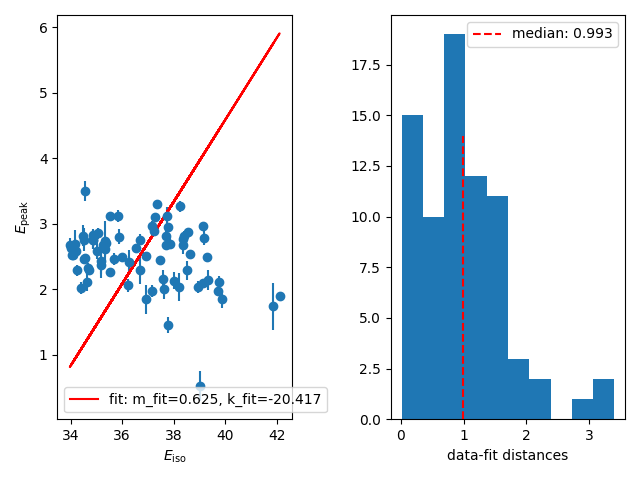 6
5
4
3
2
1
E_peak
34 36 38 40 42
E_iso
fit: m_fit=0.625, k_fit=-20.417
median: 0.993
17.5
15.0
12.5
10.0
7.5
5.0
2.5
0.0
0 1 2 3
data-fit distances